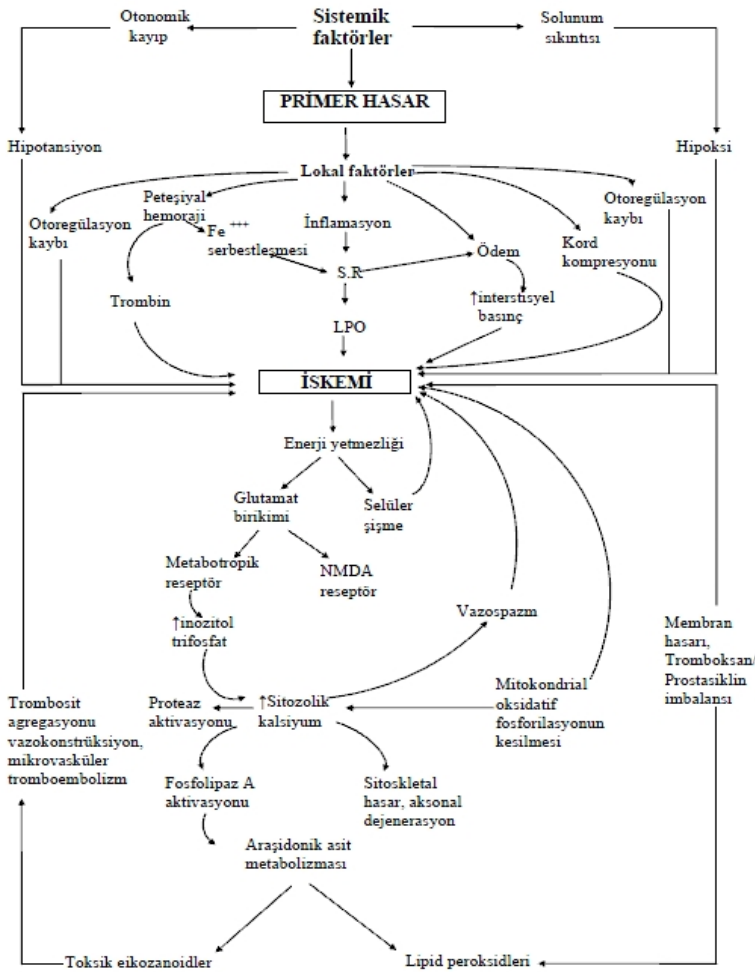 Otonomik
kayıp
Sistemik
faktörler
Solunum
sıkıntısı
PRİMER HASAR
Hipotansiyon
Hipoksi
Lokal faktörler
Peteşiyal
hemoraji
Otoregülasyon
kaybı
Otoregülasyon
kaybı
Fe +++
serbestleşmesi
İnflamasyon
Ödem
Kord
kompresyonu
S.R
Trombin
↑interstisyel
basınç
LPO
İSKEMİ
Enerji yetmezliği
Glutamat
birikimi
Selüler
şişme
Metabotropik
reseptör
NMDA
reseptör
↑inozitol
trifosfat
Vazospazm
Membran
hasarı,
Tromboksan/
Prostasiklin
imbalansı
Trombosit
agregasyonu
vazokonstrüksiyon,
mikrovasküler
tromboembolizm
Proteaz
aktivasyonu
↑Sitozolik
kalsiyum
Mitokondrial
oksidatif
fosforilasyonun
kesilmesi
Fosfolipaz A
aktivasyonu
Sitoskletal
hasar, aksonal
dejenerasyon
Araşidonik asit
metabolizması
Toksik eikozanoidler
Lipid peroksidleri